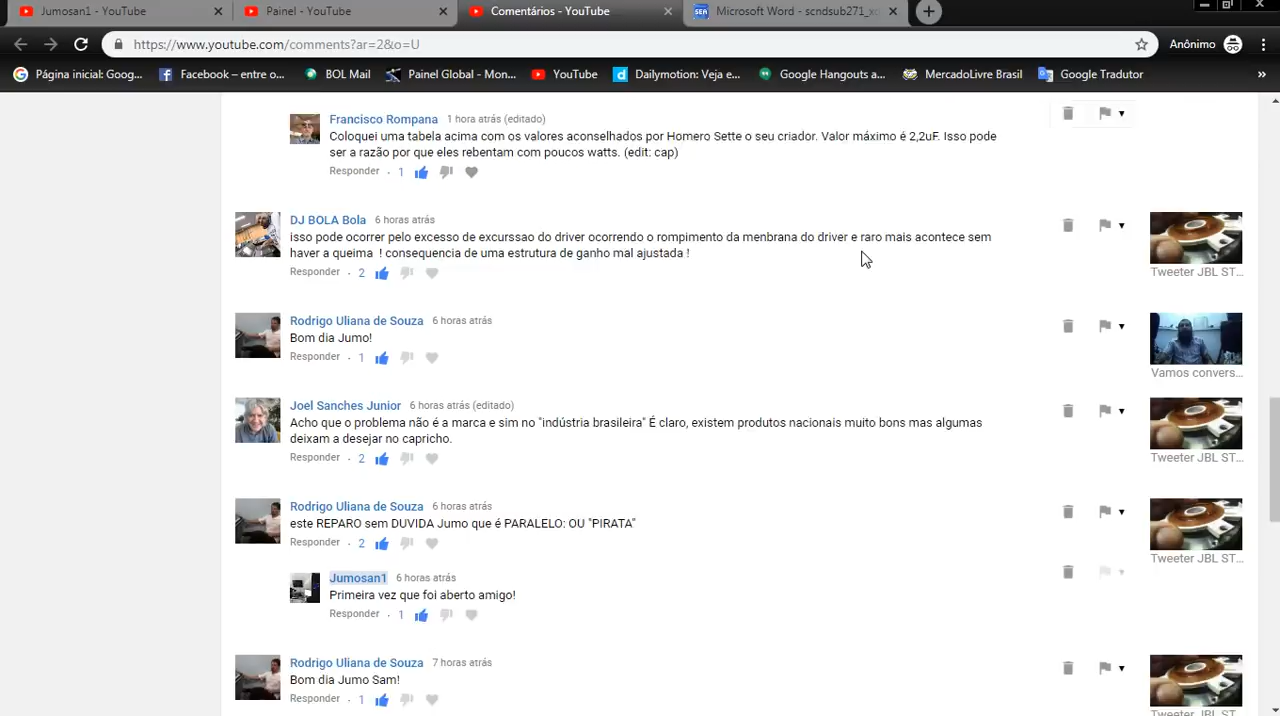 Jumosan1 - YouTube
Painel - YouTube
Comentários - YouTube
SER Microsoft Word - scndsub271_xo
https://www.youtube.com/comments?ar=2&o=U
Anônimo
Página inicial: Goog...
Facebook – entre o...
BOL Mail
Painel Global - Mon...
YouTube
Dailymotion: Veja e...
Google Hangouts a...
MercadoLivre Brasil
Google Tradutor
Francisco Rompana 1 hora atrás (editado)
Coloquei uma tabela acima com os valores aconselhados por Homero Sette o seu criador. Valor máximo é 2,2uF. Isso pode
ser a razão por que eles rebentam com poucos watts. (edit: cap)
Responder · 1
DJ BOLA Bola 6 horas atrás
isso pode ocorrer pelo excesso de excurssao do driver ocorrendo o rompimento da menbrana do driver e raro mais acontece sem
haver a queima ! consequencia de uma estrutura de ganho mal ajustada !
Responder · 2
Tweeter JBL ST...
Rodrigo Uliana de Souza 6 horas atrás
Bom dia Jumo!
Responder · 1
Vamos convers...
Joel Sanches Junior 6 horas atrás (editado)
Acho que o problema não é a marca e sim no "indústria brasileira" É claro, existem produtos nacionais muito bons mas algumas
deixam a desejar no capricho.
Responder · 2
Tweeter JBL ST...
Rodrigo Uliana de Souza 6 horas atrás
este REPARO sem DUVIDA Jumo que é PARALELO: OU "PIRATA"
Responder · 2
Tweeter JBL ST...
Jumosan1 6 horas atrás
Primeira vez que foi aberto amigo!
Responder · 1
Rodrigo Uliana de Souza 7 horas atrás
Bom dia Jumo Sam!
Responder · 1
Tweeter JBL ST...